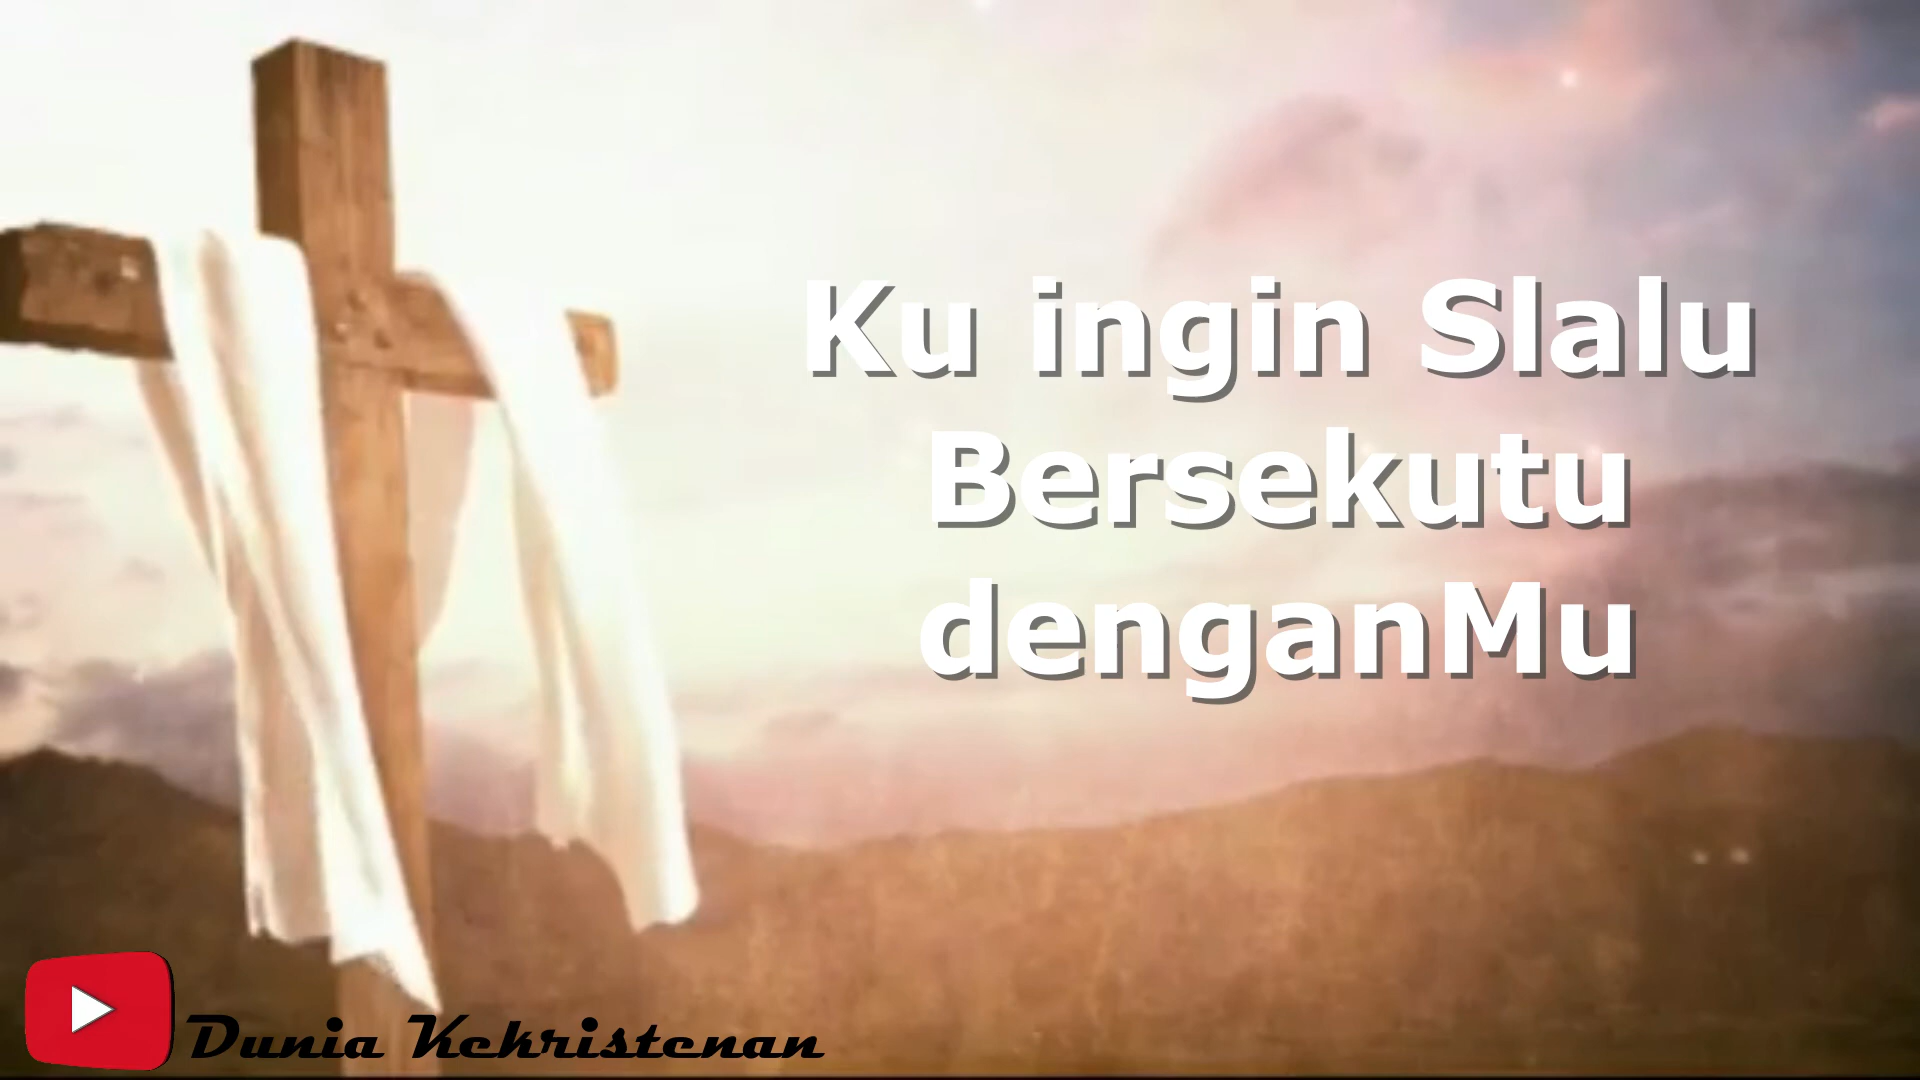 Ku ingin Slalu
Bersekutu
denganMu
Dunia Kekristenan